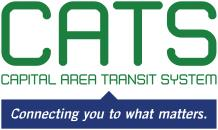 CATS
CAPITAL AREA TRANSIT SYSTEM
Connecting you to what matters.